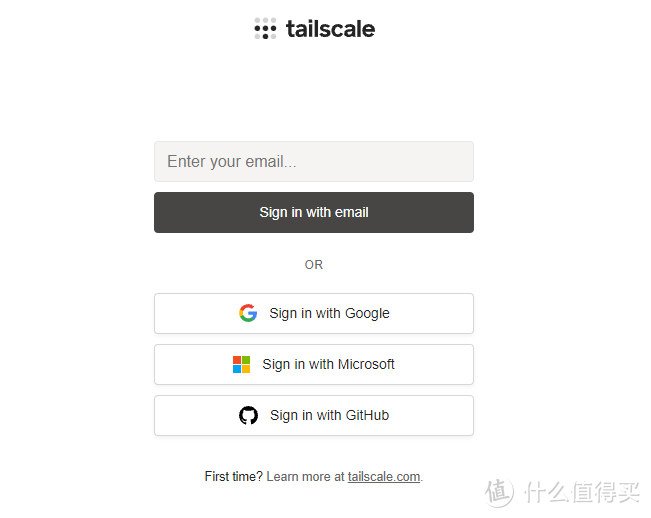 tailscale
Enter your email...
Sign in with email
OR
Sign in with Google
Sign in with Microsoft
Sign in with GitHub
First time? Learn more at tailscale.com.
值 什么值得买